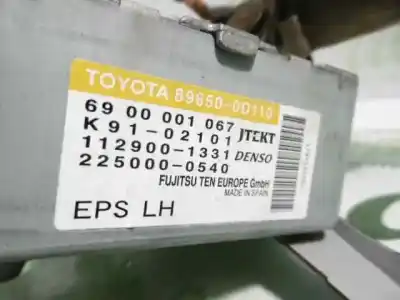 TOYOTA 89650-0D110
69 00 001 067 JTEKT
K 91-02101
112900-1331 DENSO
225000-0540
FUJITSU TEN EUROPE GmbH
MADE IN SPAIN
EPS LH